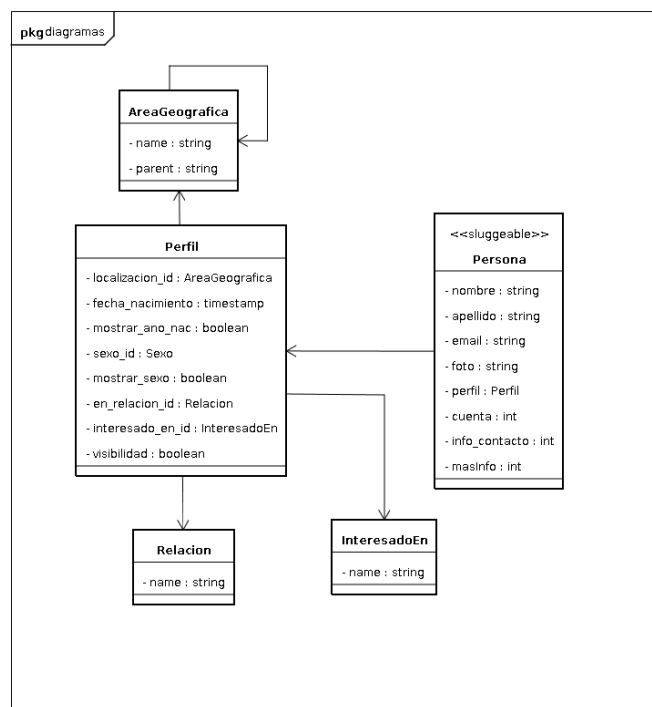 pkg diagramas
AreaGeografica
- name : string
- parent : string
Perfil
- localizacion_id : AreaGeografica
- fecha_nacimiento : timestamp
- mostrar_ano_nac : boolean
- sexo_id : Sexo
- mostrar_sexo : boolean
- en_relacion_id : Relacion
- interesado_en_id : InteresadoEn
- visibilidad : boolean
<<sluggeable>>
Persona
- nombre : string
- apellido : string
- email : string
- foto : string
- perfil : Perfil
- cuenta : int
- info_contacto : int
- masInfo : int
Relacion
- name : string
InteresadoEn
- name : string